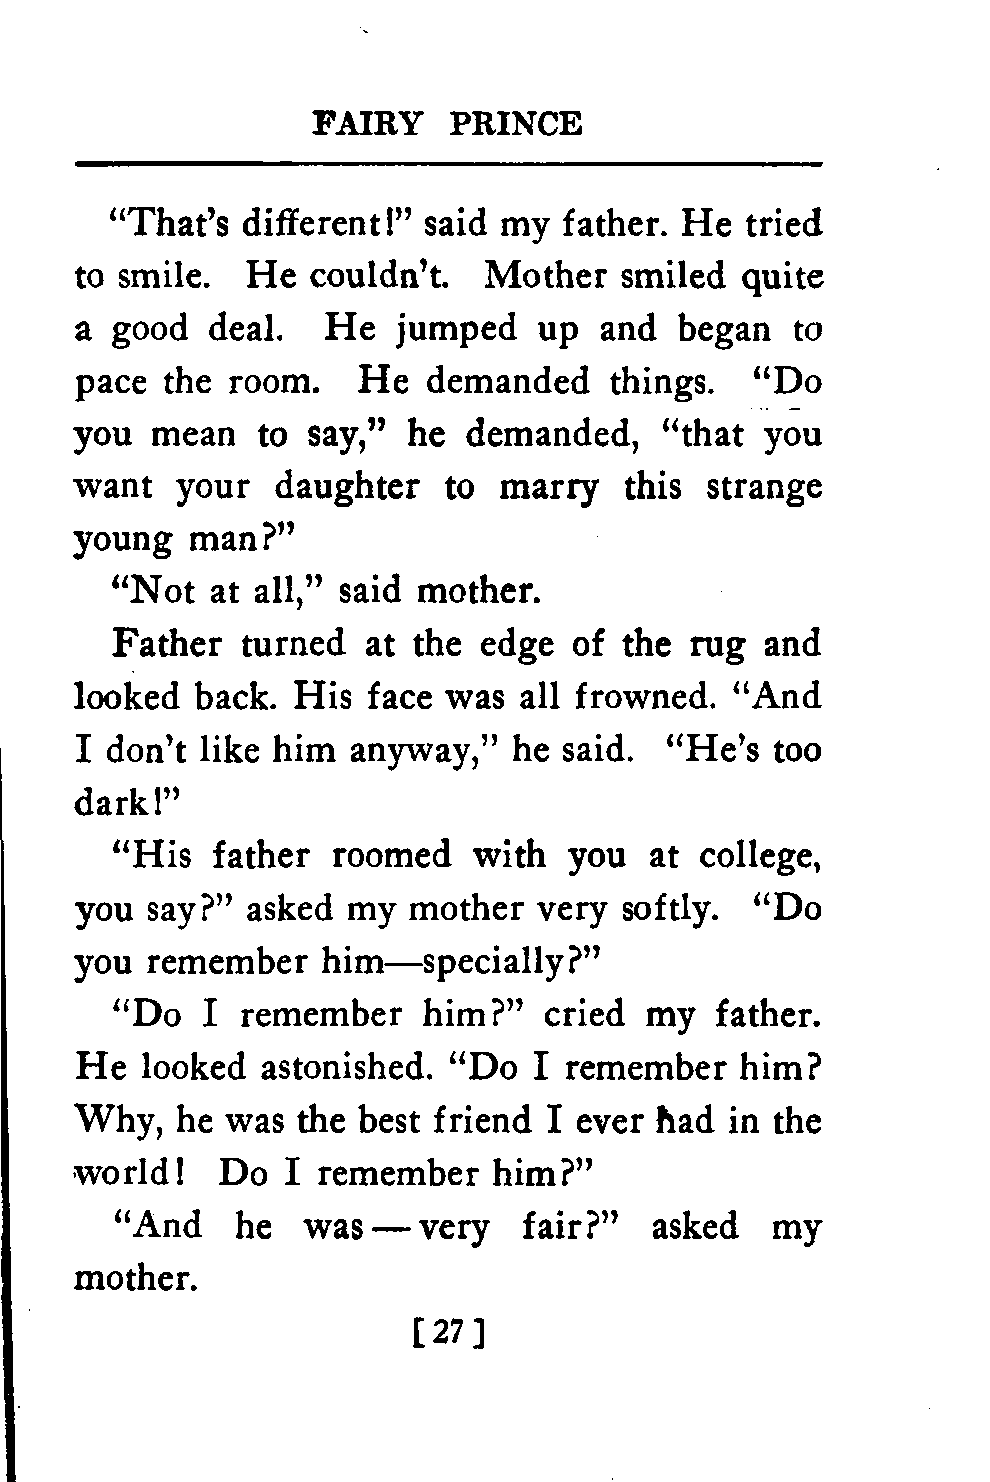 FAIRY PRINCE
“That’s different!” said my father. He tried
to smile. He couldn’t. Mother smiled quite
a good deal. He jumped up and began to
pace the room. He demanded things. “Do
you mean to say,” he demanded, “that you
want your daughter to marry this strange
young man?”
“Not at all,” said mother.
Father turned at the edge of the rug and
looked back. His face was all frowned. “And
I don’t like him anyway,” he said. “He’s too
dark!”
“His father roomed with you at college,
you say?” asked my mother very softly. “Do
you remember him—specially?”
“Do I remember him?” cried my father.
He looked astonished. “Do I remember him?
Why, he was the best friend I ever had in the
world! Do I remember him?”
“And he was—very fair?” asked my
mother.
[27]